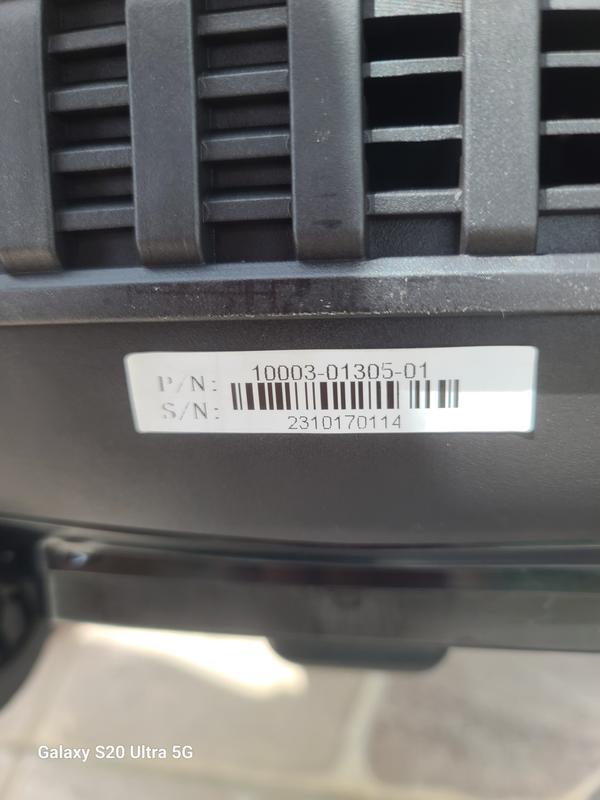 P/N: 10003-01305-01
S/N:
2310170114
Galaxy S20 Ultra 5G